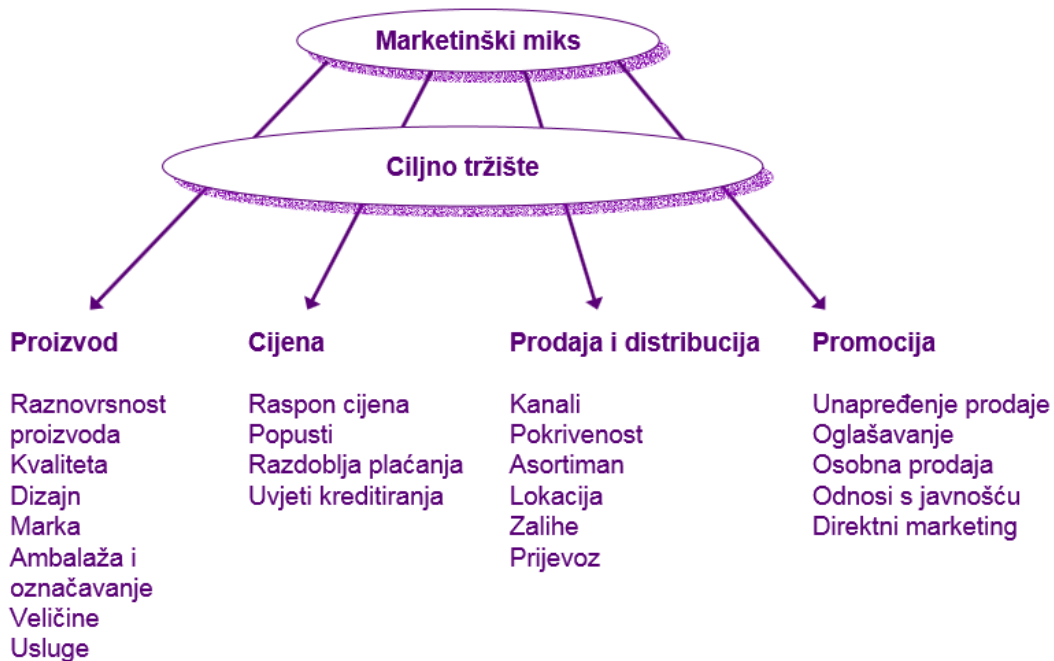 Marketinški miks
Ciljno tržište
Proizvod
Raznovrsnost
proizvoda
Kvaliteta
Dizajn
Marka
Ambalaža i
označavanje
Veličine
Usluge
Cijena
Raspon cijena
Popusti
Razdoblja plaćanja
Uvjeti kreditiranja
Prodaja i distribucija
Kanali
Pokrivenost
Asortiman
Lokacija
Zalihe
Prijevoz
Promocija
Unapređenje prodaje
Oglašavanje
Osobna prodaja
Odnosi s javnošću
Direktni marketing